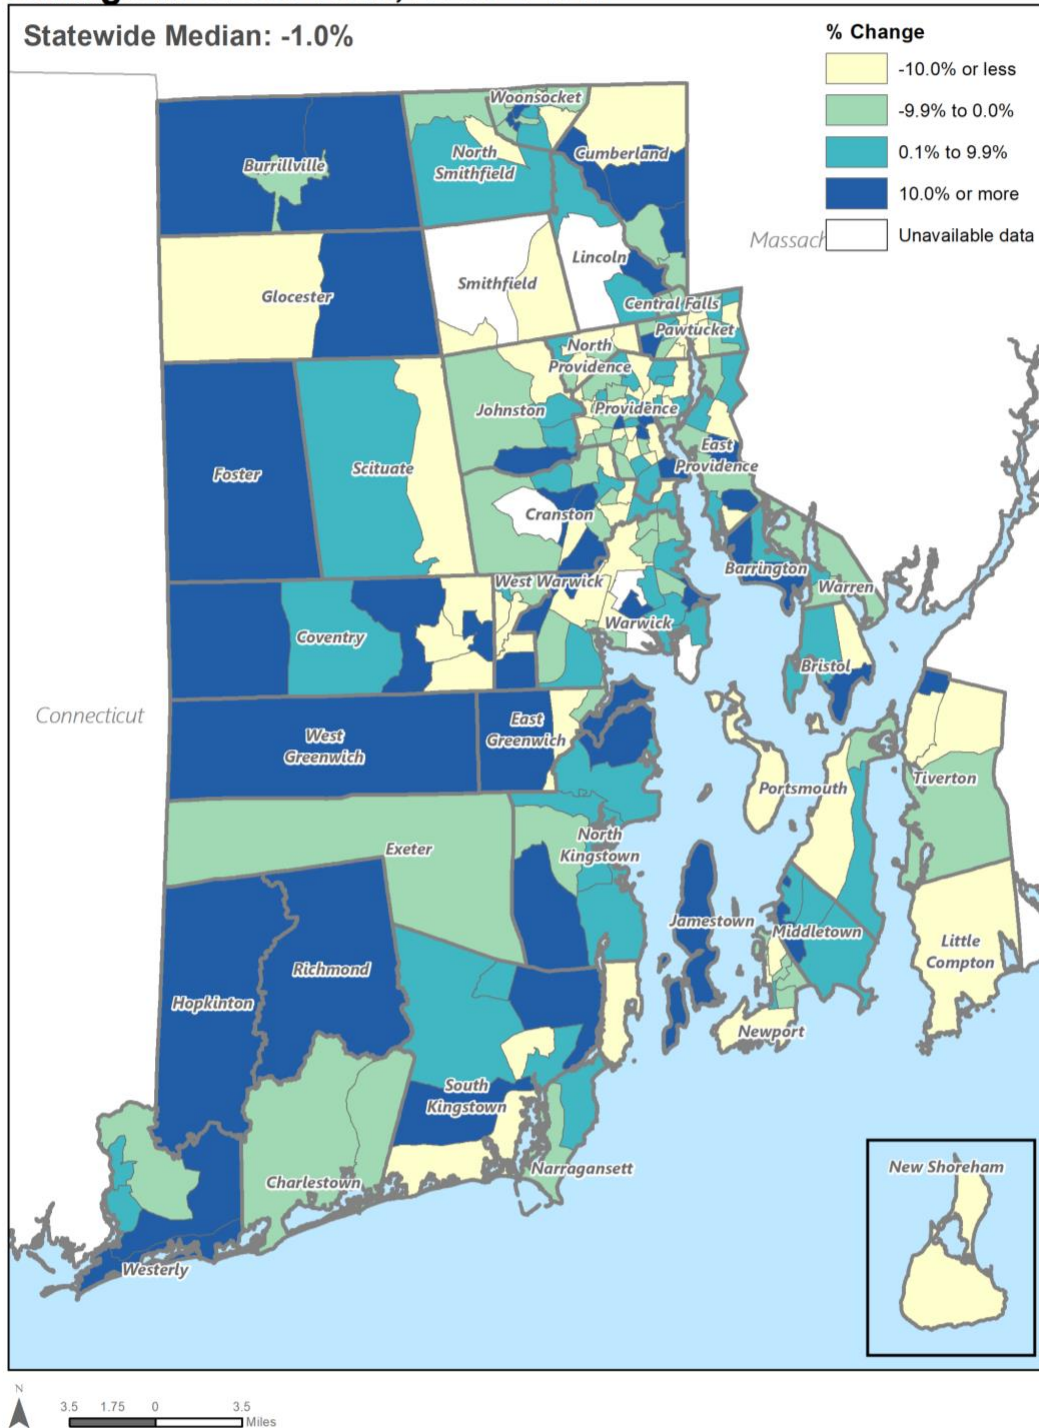 Statewide Median: -1.0%
% Change
-10.0% or less
-9.9% to 0.0%
0.1% to 9.9%
10.0% or more
Unavailable data
Woonsocket
Burrillville
North
Smithfield
Cumberland
Massach
Lincoln
Smithfield
Glocester
Central Falls
Pawtucket
North
Providence
Johnston
Providence
East
Providence
Foster
Scituate
Cranston
Barrington
Warren
West Warwick
Warwick
Coventry
Bristol
Connecticut
West
Greenwich
East
Greenwich
Tiverton
Portsmouth
Exeter
North
Kingstown
Jamestown
Middletown
Little
Compton
Richmond
Hopkinton
Newport
South
Kingstown
Narragansett
Charlestown
New Shoreham
Westerly
N
3.5 1.75 0 3.5
Miles